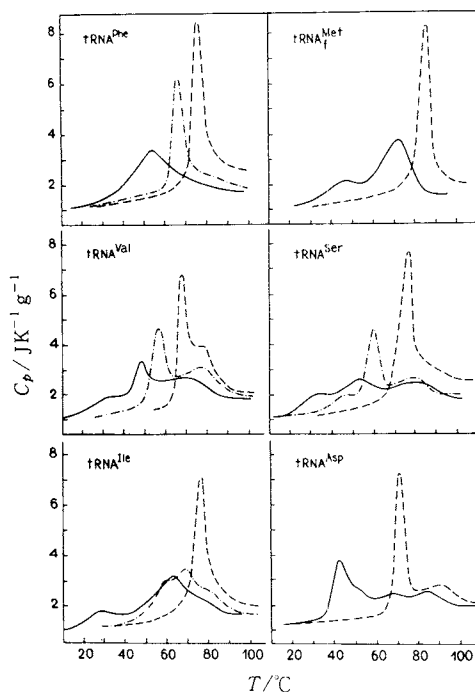 tRNA^Phe
tRNA_f^Met
8
6
4
2
tRNA^Val
tRNA^Ser
8
6
4
2
C_p / JK^-1 g^-1
tRNA^Ile
tRNA^Asp
8
6
4
2
20 40 60 80 100
20 40 60 80 100
T / °C